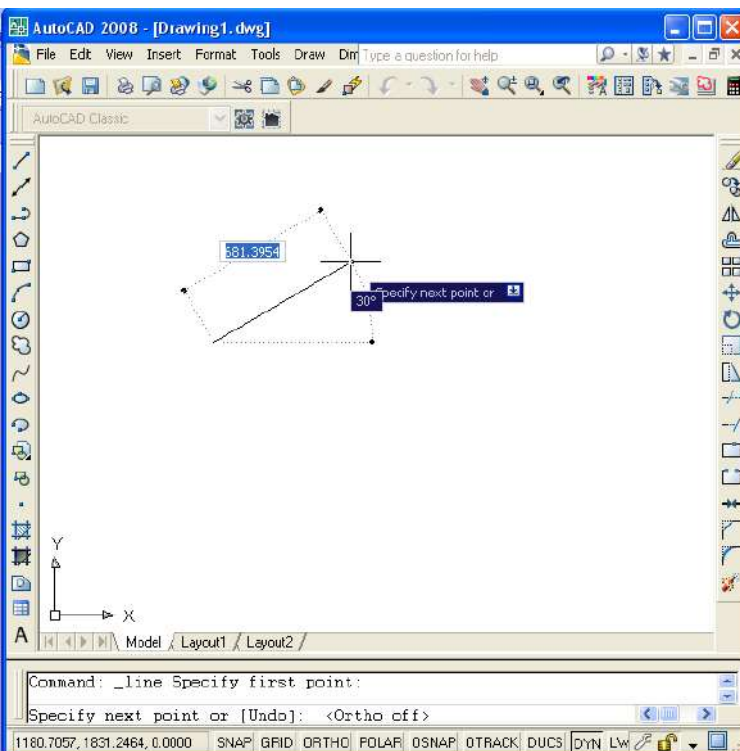 AutoCAD 2008 - [Drawing1.dwg]
File Edit View Insert Format Tools Draw Dim Type a question for help
AutoCAD Classic
681.3954
30° Specify next point or
Y
X
Model Layout1 Layout2
A
Command: _line Specify first point:
Specify next point or [Undo]: <Ortho off>
1180.7057, 1831.2464, 0.0000 SNAP GRID ORTHO POLAR OSNAP OTRACK DUCS DYN LW